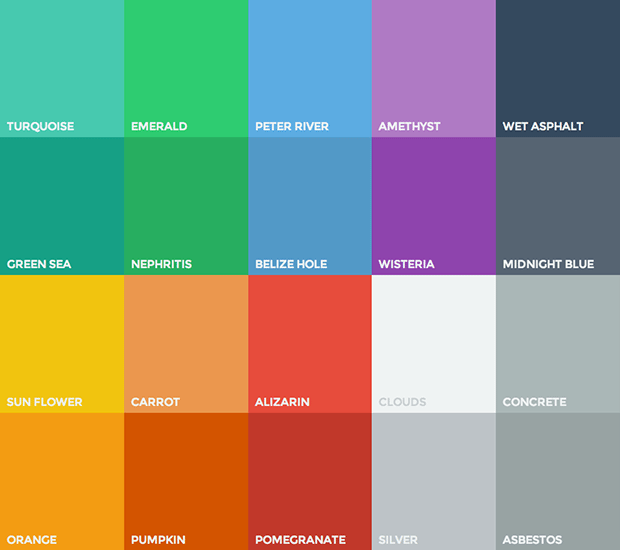 TURQUOISE
EMERALD
PETER RIVER
AMETHYST
WET ASPHALT
GREEN SEA
NEPHRITIS
BELIZE HOLE
WISTERIA
MIDNIGHT BLUE
SUN FLOWER
CARROT
ALIZARIN
CLOUDS
CONCRETE
ORANGE
PUMPKIN
POMEGRANATE
SILVER
ASBESTOS